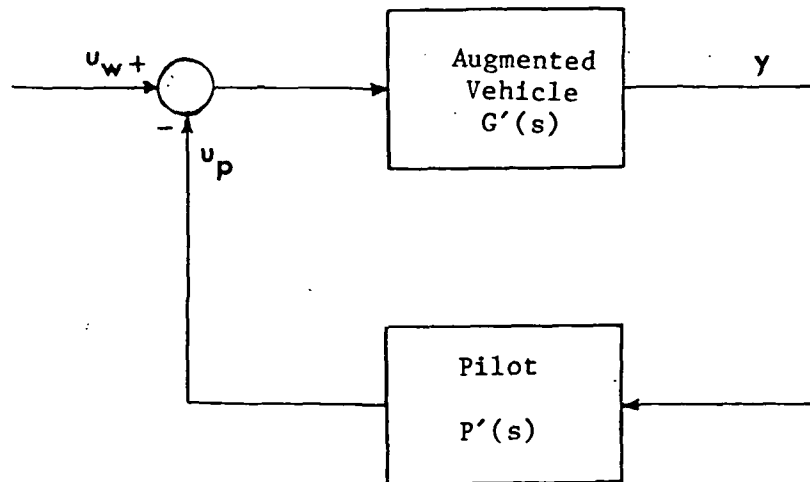 υw +
Augmented
Vehicle
G′(s)
y
−
υp
Pilot
P′(s)